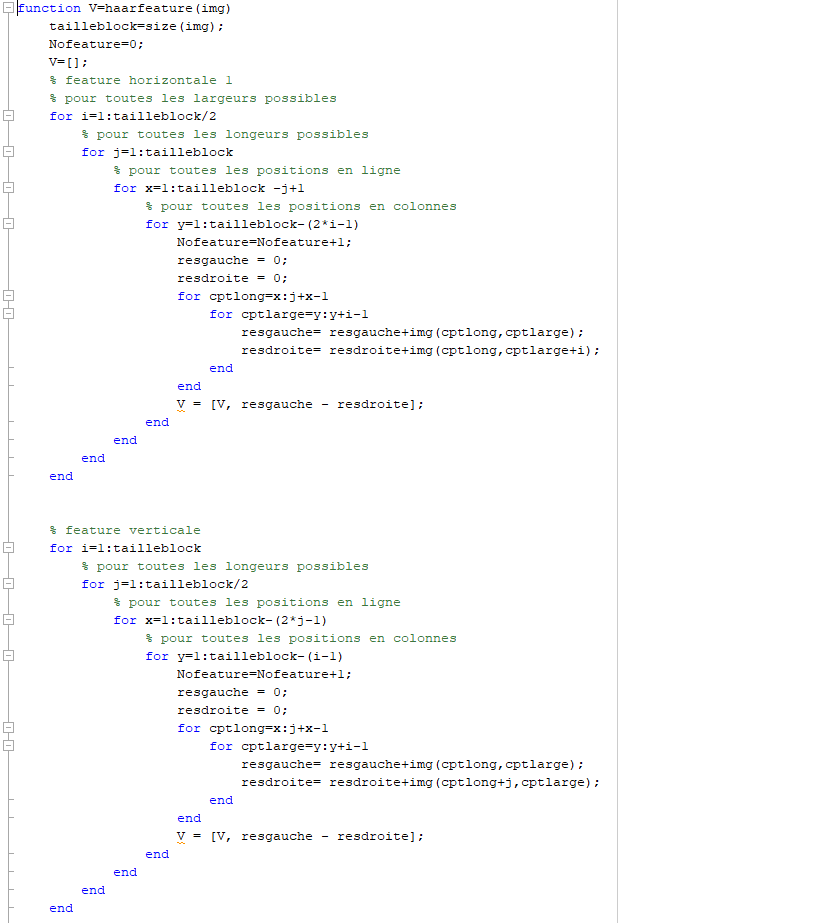 function V=haarfeature(img)
    tailleblock=size(img);
    Nofeature=0;
    V=[];
    % feature horizontale 1
    % pour toutes les largeurs possibles
    for i=1:tailleblock/2
        % pour toutes les longeurs possibles
        for j=1:tailleblock
            % pour toutes les positions en ligne
            for x=1:tailleblock -j+1
                % pour toutes les positions en colonnes
                for y=1:tailleblock-(2*i-1)
                    Nofeature=Nofeature+1;
                    resgauche = 0;
                    resdroite = 0;
                    for cptlong=x:j+x-1
                        for cptlarge=y:y+i-1
                            resgauche= resgauche+img(cptlong,cptlarge);
                            resdroite= resdroite+img(cptlong,cptlarge+i);
                        end
                    end
                    V = [V, resgauche - resdroite];
                end
            end
        end
    end
    % feature verticale
    for i=1:tailleblock
        % pour toutes les longeurs possibles
        for j=1:tailleblock/2
            % pour toutes les positions en ligne
            for x=1:tailleblock-(2*j-1)
                % pour toutes les positions en colonnes
                for y=1:tailleblock-(i-1)
                    Nofeature=Nofeature+1;
                    resgauche = 0;
                    resdroite = 0;
                    for cptlong=x:j+x-1
                        for cptlarge=y:y+i-1
                            resgauche= resgauche+img(cptlong,cptlarge);
                            resdroite= resdroite+img(cptlong+j,cptlarge);
                        end
                    end
                    V = [V, resgauche - resdroite];
                end
            end
        end
    end